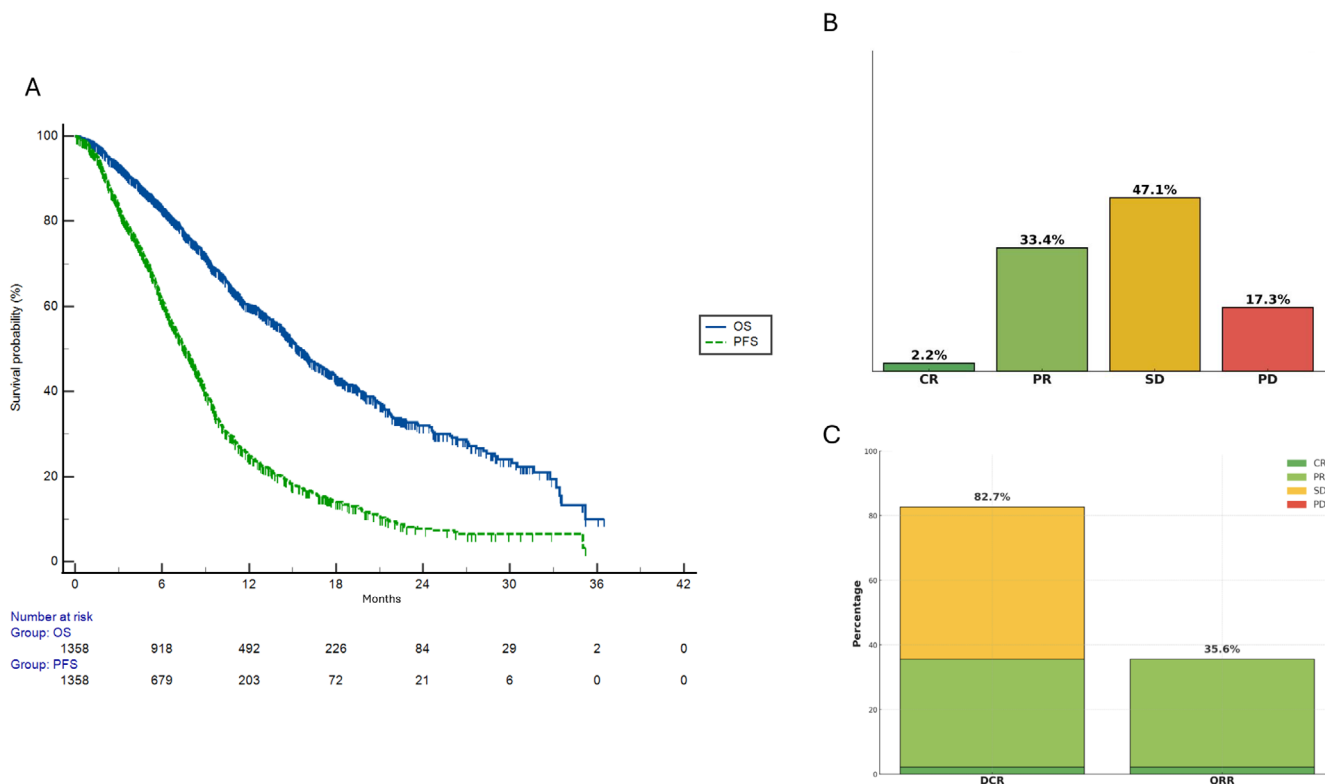 A
Survival probability (%)
100
80
60
40
20
0
0 6 12 18 24 30 36 42
Months
OS
PFS
Number at risk
Group: OS
1358 918 492 226 84 29 2 0
Group: PFS
1358 679 203 72 21 6 0 0
B
2.2%
33.4%
47.1%
17.3%
CR PR SD PD
C
Percentage
100
80
60
40
20
0
82.7%
35.6%
DCR ORR
CR
PR
SD
PD